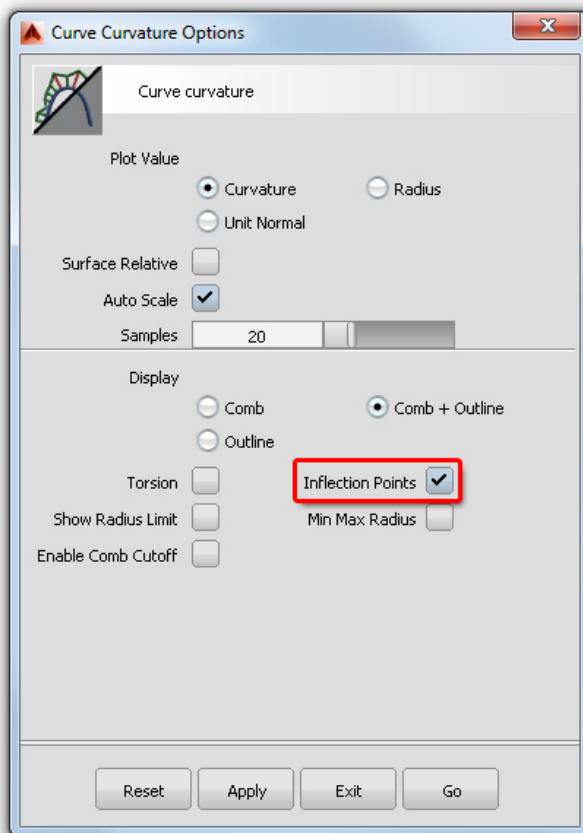 Curve Curvature Options
Curve curvature
Plot Value
Curvature Radius
Unit Normal
Surface Relative
Auto Scale
Samples 20
Display
Comb Comb + Outline
Outline
Torsion Inflection Points
Show Radius Limit Min Max Radius
Enable Comb Cutoff
Reset Apply Exit Go